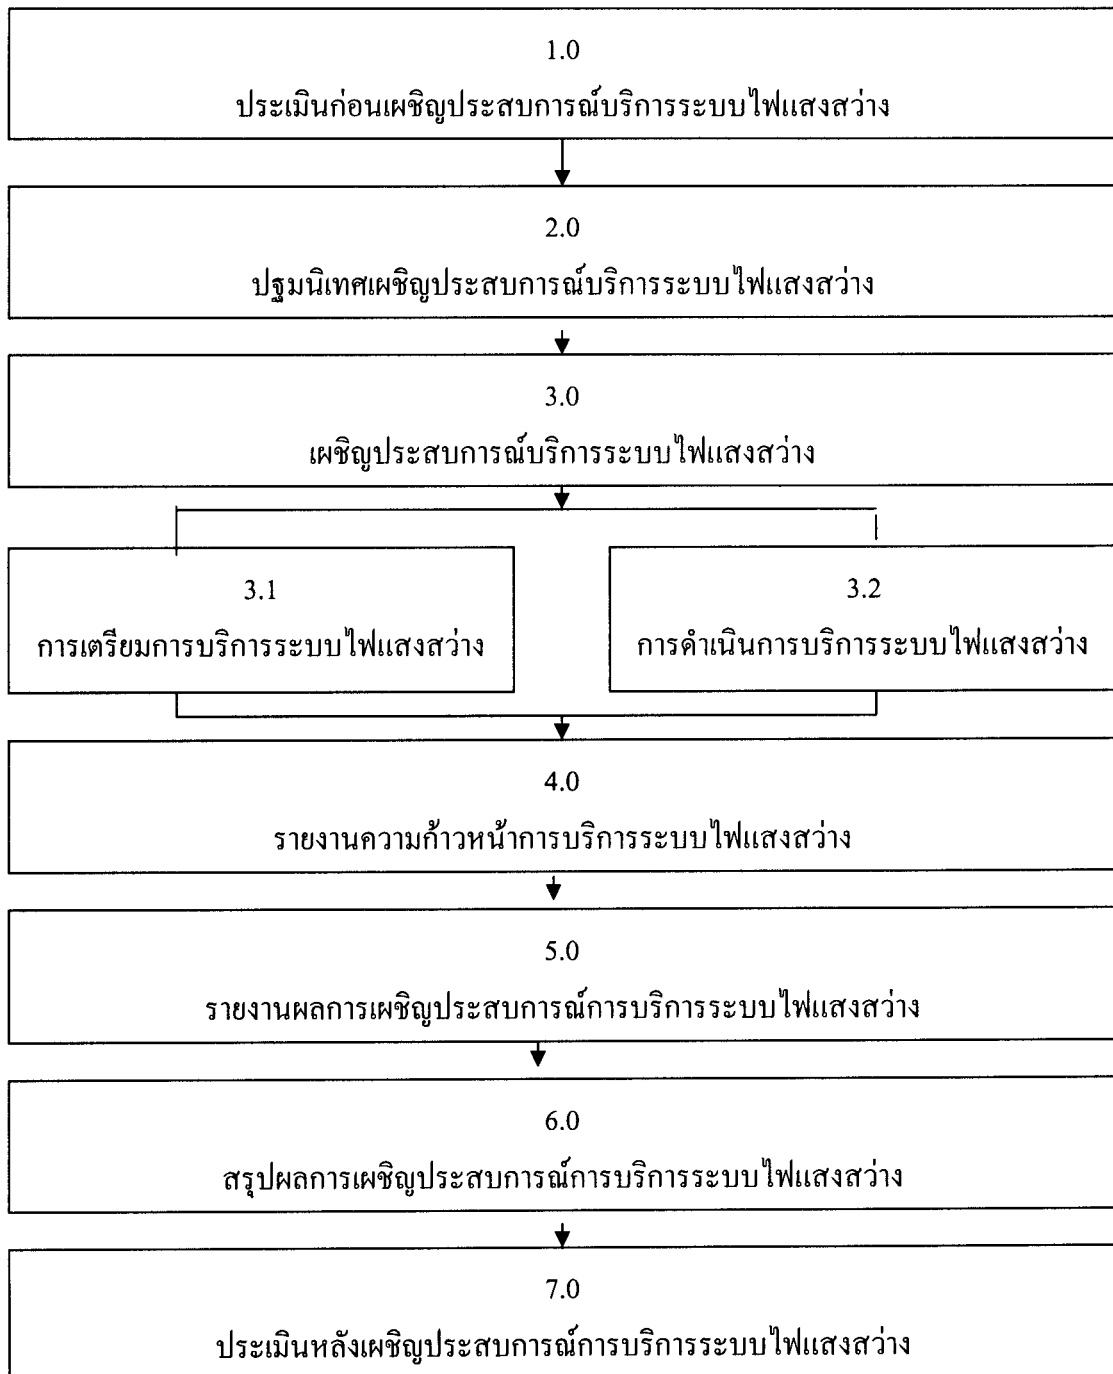 1.0
ประเมินก่อนเผชิญประสบการณ์บริการระบบไฟแสงสว่าง
2.0
ปฐมนิเทศเผชิญประสบการณ์บริการระบบไฟแสงสว่าง
3.0
เผชิญประสบการณ์บริการระบบไฟแสงสว่าง
3.1
การเตรียมการบริการระบบไฟแสงสว่าง
3.2
การดำเนินการบริการระบบไฟแสงสว่าง
4.0
รายงานความก้าวหน้าการบริการระบบไฟแสงสว่าง
5.0
รายงานผลการเผชิญประสบการณ์การบริการระบบไฟแสงสว่าง
6.0
สรุปผลการเผชิญประสบการณ์การบริการระบบไฟแสงสว่าง
7.0
ประเมินหลังเผชิญประสบการณ์การบริการระบบไฟแสงสว่าง